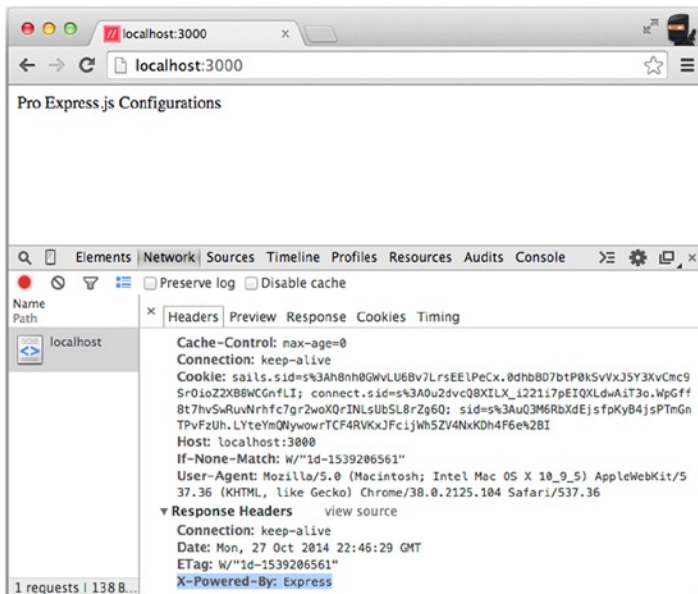 localhost:3000
localhost:3000
Pro Express.js Configurations
Elements Network Sources Timeline Profiles Resources Audits Console
Preserve log Disable cache
Name
Path
Headers Preview Response Cookies Timing
localhost
Cache-Control: max-age=0
Connection: keep-alive
Cookie: sails.sid=s%3Ah8nh0GWvLU6Bv7LrsEElPeCx.0dhbBD7btP0kSvVxJ5Y3XvCmc9
SrOioZ2XB8WCGnfLI; connect.sid=s%3A0u2dvcQ8XILX_i221i7pEIQXLdwAiT3o.WpGff
8t7hvSwRuvNrhfc7gr2woXQrINLsUbSL8rZg6Q; sid=s%3AuQ3M6RbXdEjsfpKyB4jsPTmGn
TPvFzUh.LYteYmQNywowrTCF4RVKxJFcijWh5ZV4NxKDh4F6e%2BI
Host: localhost:3000
If-None-Match: W/"1d-1539206561"
User-Agent: Mozilla/5.0 (Macintosh; Intel Mac OS X 10_9_5) AppleWebKit/5
37.36 (KHTML, like Gecko) Chrome/38.0.2125.104 Safari/537.36
Response Headers view source
Connection: keep-alive
Date: Mon, 27 Oct 2014 22:46:29 GMT
ETag: W/"1d-1539206561"
X-Powered-By: Express
1 requests | 138 B...